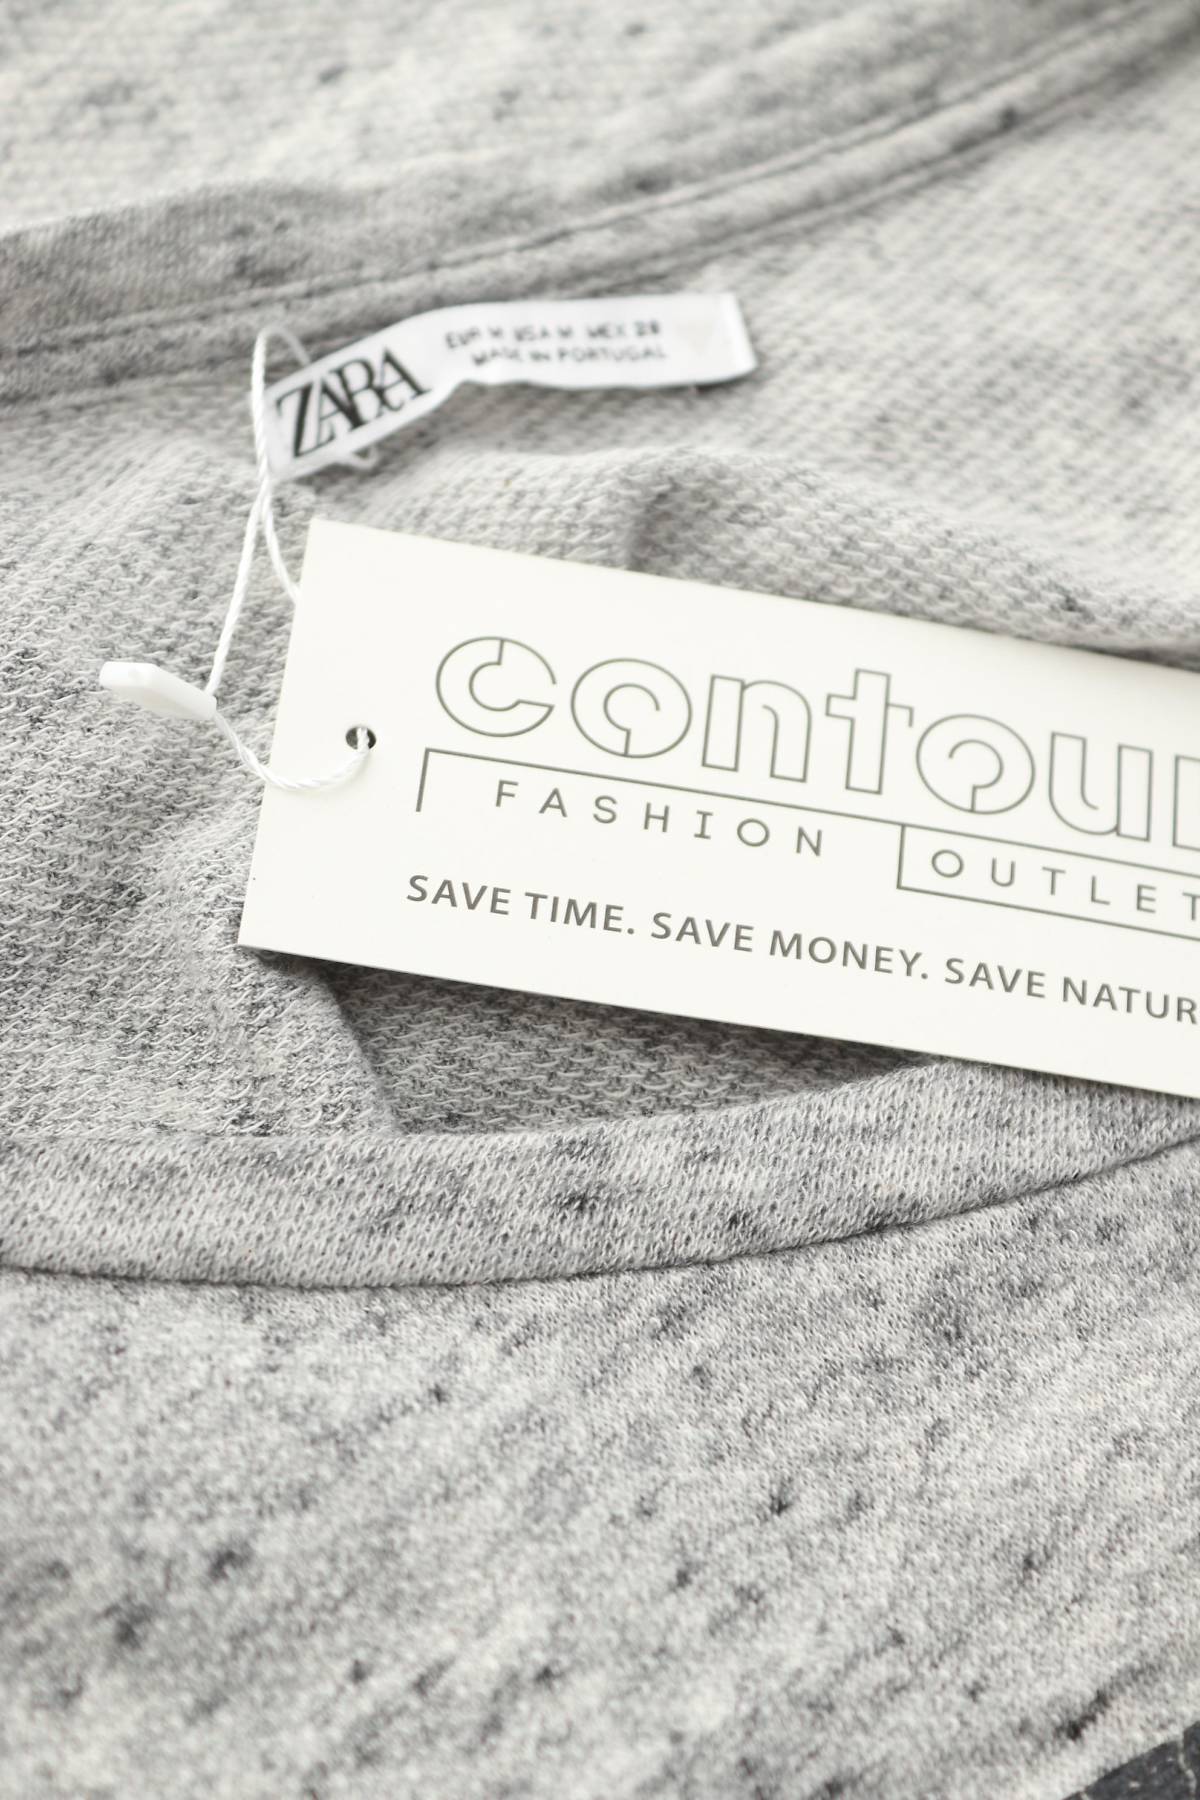 ZARA
EUR M USA M MEX 28
MADE IN PORTUGAL
contour
FASHION
OUTLET
SAVE TIME. SAVE MONEY. SAVE NATUR